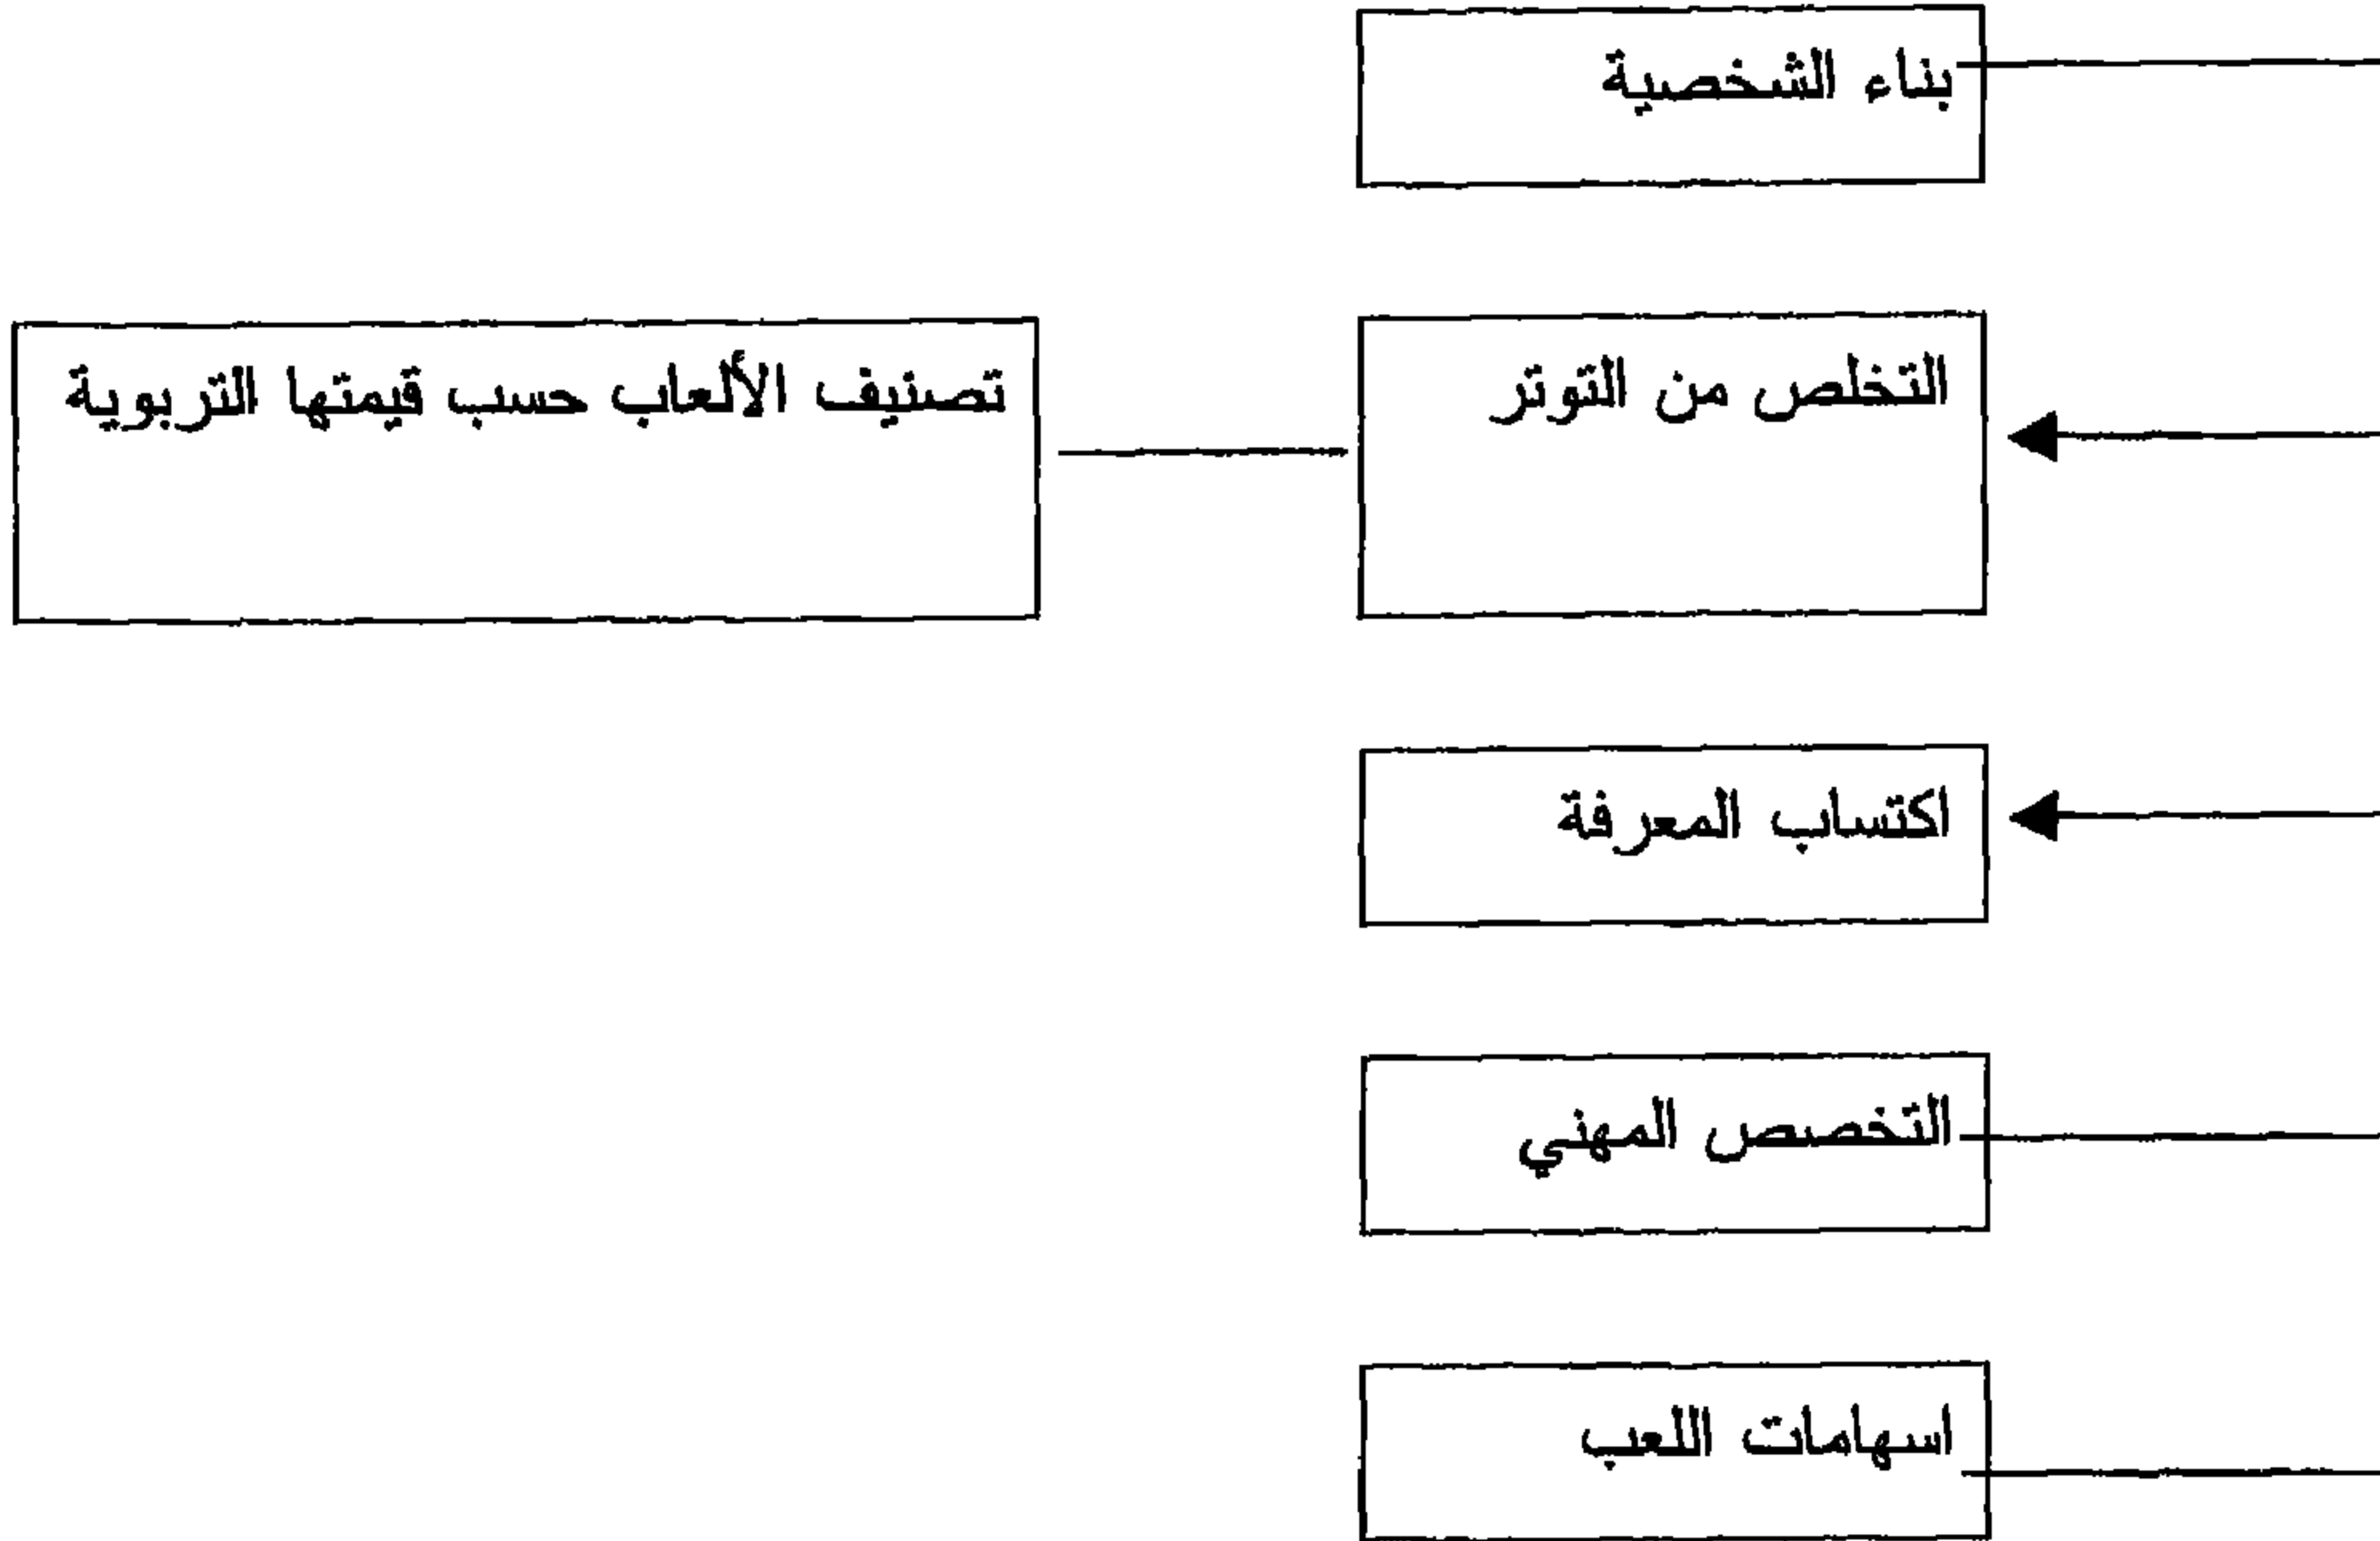 بناء الشخصية
التخلص من التوتر
تصنيف الألعاب حسب قيمتها التربوية
اكتساب المعرفة
التخصص المهني
اسهامات اللعب